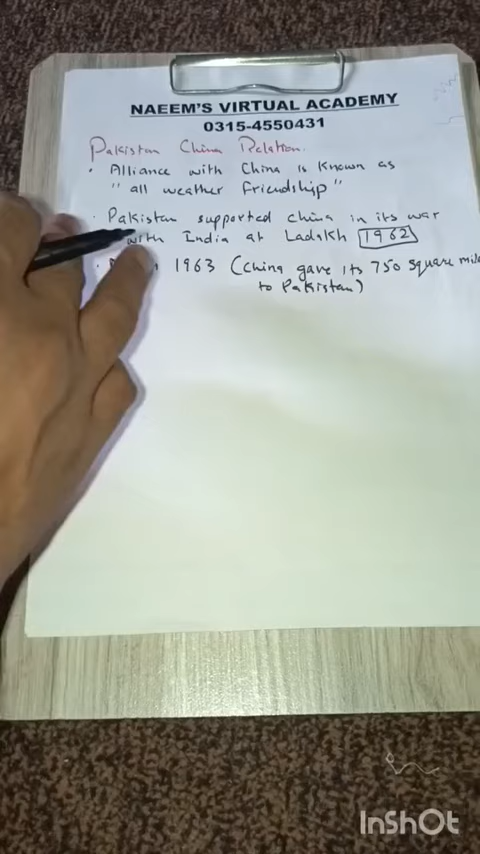 NAEEM'S VIRTUAL ACADEMY
0315-4550431
Pakistan China Relation.
• Alliance with China is known as
" all weather friendship"
• Pakistan supported china in its war
with India at Ladakh 1962
• 1963 (China gave its 750 square mile
to Pakistan)
InShOt